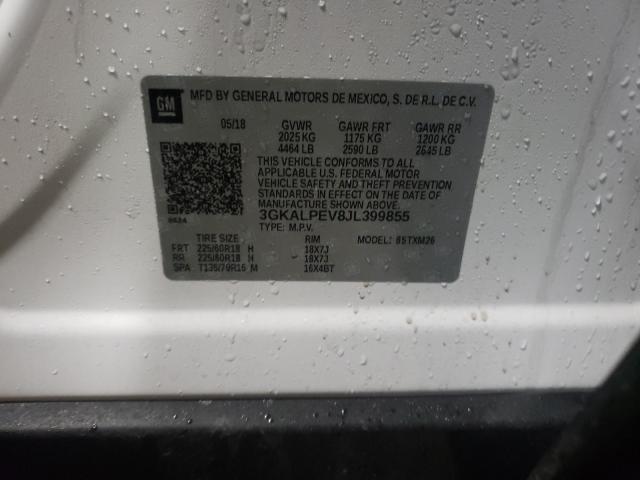 GM
MFD BY GENERAL MOTORS DE MEXICO, S. DE R.L. DE C.V.
05/18 GVWR GAWR FRT GAWR RR
2025 KG 1175 KG 1200 KG
4464 LB 2590 LB 2645 LB
THIS VEHICLE CONFORMS TO ALL
APPLICABLE U.S. FEDERAL MOTOR
VEHICLE SAFETY AND THEFT PREVENTION
STANDARDS IN EFFECT ON THE DATE OF
MANUFACTURE SHOWN ABOVE.
3GKALPEV8JL399855
TYPE: M.P.V.
TIRE SIZE RIM MODEL:
FRT 225/60R18 H 18X7J
RR 225/60R18 H 18X7J
SPA T135/70R16 M 16X4BT